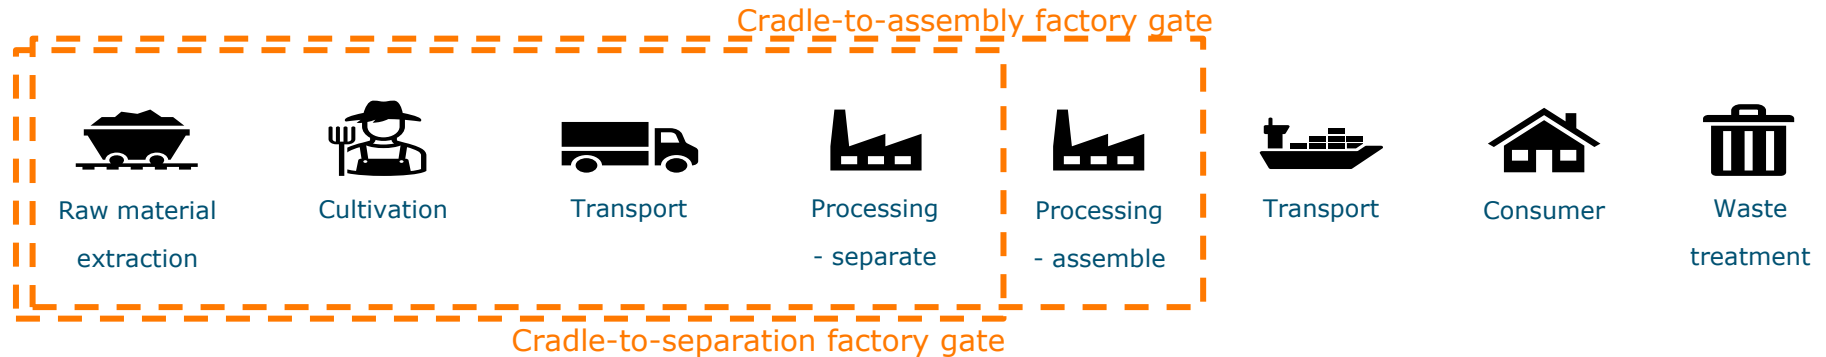 Cradle-to-assembly factory gate
Raw material
extraction
Cultivation
Transport
Processing
- separate
Processing
- assemble
Transport
Consumer
Waste
treatment
Cradle-to-separation factory gate